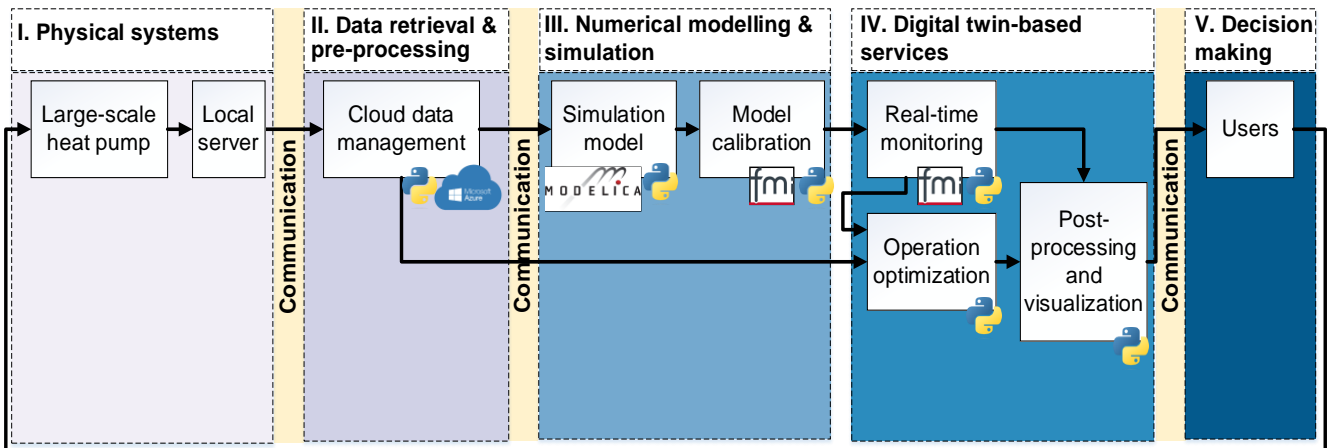 I. Physical systems
II. Data retrieval &
pre-processing
III. Numerical modelling &
simulation
IV. Digital twin-based
services
V. Decision
making
Large-scale
heat pump
Local
server
Communication
Cloud data
management
Microsoft
Azure
Communication
Simulation
model
MODELICA
Model
calibration
fmi
Real-time
monitoring
fmi
Operation
optimization
Post-
processing
and
visualization
Communication
Users